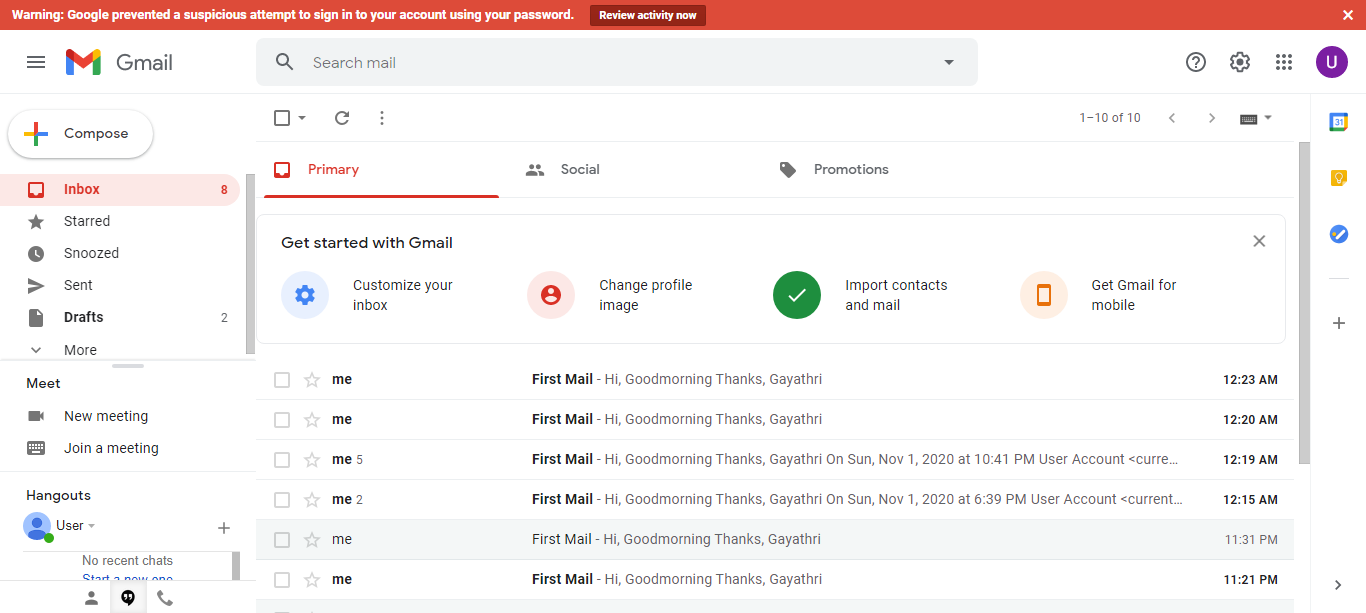 Warning: Google prevented a suspicious attempt to sign in to your account using your password. Review activity now
Gmail
Search mail
U
Compose
1–10 of 10
31
Inbox 8
Starred
Snoozed
Sent
Drafts 2
More
Primary
Social
Promotions
Get started with Gmail
Customize your inbox
Change profile image
Import contacts and mail
Get Gmail for mobile
Meet
New meeting
Join a meeting
Hangouts
User
No recent chats
Start a new one
me First Mail - Hi, Goodmorning Thanks, Gayathri 12:23 AM
me First Mail - Hi, Goodmorning Thanks, Gayathri 12:20 AM
me 5 First Mail - Hi, Goodmorning Thanks, Gayathri On Sun, Nov 1, 2020 at 10:41 PM User Account <curre... 12:19 AM
me 2 First Mail - Hi, Goodmorning Thanks, Gayathri On Sun, Nov 1, 2020 at 6:39 PM User Account <current... 12:15 AM
me First Mail - Hi, Goodmorning Thanks, Gayathri 11:31 PM
me First Mail - Hi, Goodmorning Thanks, Gayathri 11:21 PM